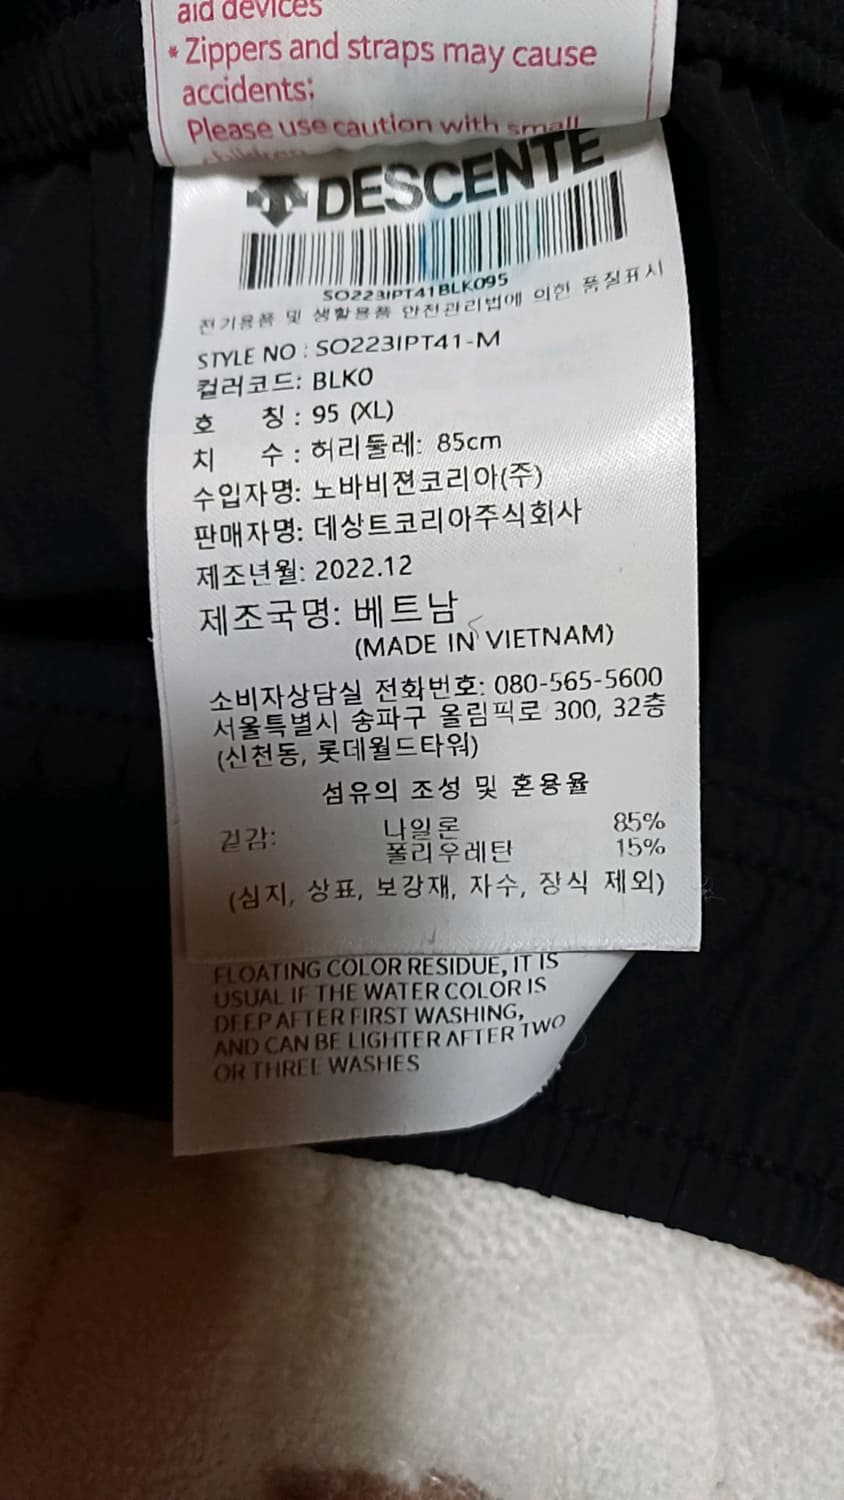 aid devices
* Zippers and straps may cause
accidents;
Please use caution with small
children
DESCENTE
SO223IPT41BLK095
전기용품 및 생활용품 안전관리법에 의한 품질표시
STYLE NO : SO223IPT41-M
컬러코드: BLK0
호 칭 : 95 (XL)
치 수 : 허리둘레: 85cm
수입자명: 노바비젼코리아(주)
판매자명: 데상트코리아주식회사
제조년월: 2022.12
제조국명: 베트남
(MADE IN VIETNAM)
소비자상담실 전화번호: 080-565-5600
서울특별시 송파구 올림픽로 300, 32층
(신천동, 롯데월드타워)
섬유의 조성 및 혼용율
겉감: 나일론 85%
폴리우레탄 15%
(심지, 상표, 보강재, 자수, 장식 제외)
FLOATING COLOR RESIDUE, IT IS
USUAL IF THE WATER COLOR IS
DEEP AFTER FIRST WASHING,
AND CAN BE LIGHTER AFTER TWO
OR THREE WASHES